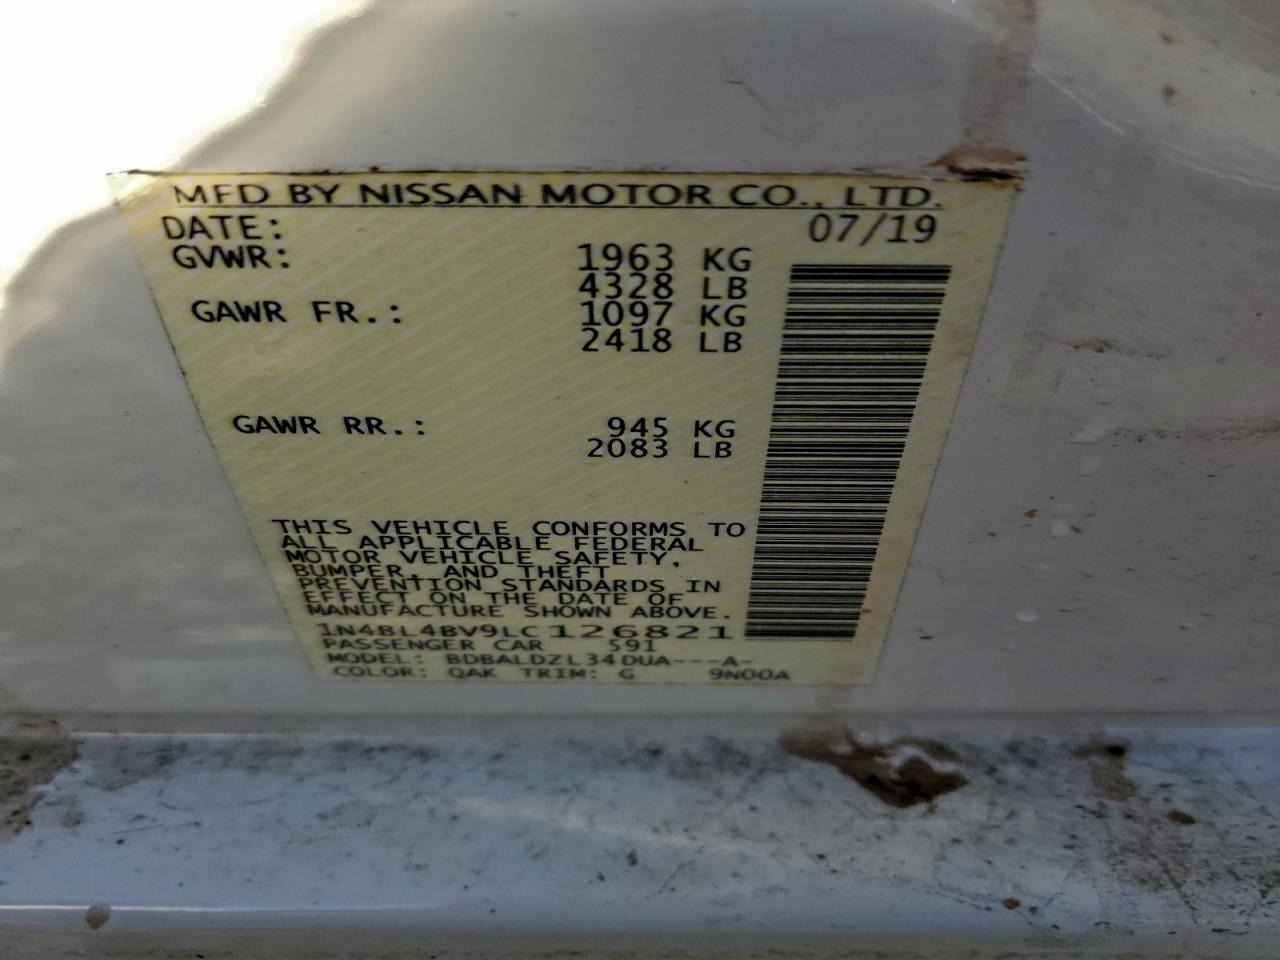 MFD BY NISSAN MOTOR CO., LTD.
DATE: 07/19
GVWR: 1963 KG
4328 LB
GAWR FR.: 1097 KG
2418 LB
GAWR RR.: 945 KG
2083 LB
THIS VEHICLE CONFORMS TO
ALL APPLICABLE FEDERAL
MOTOR VEHICLE SAFETY,
BUMPER, AND THEFT
PREVENTION STANDARDS IN
EFFECT ON THE DATE OF
MANUFACTURE SHOWN ABOVE.
1N4BL4BV9LC126821
PASSENGER CAR 591
MODEL: BDBALDZL34DUA---A-
COLOR: QAK TRIM: G 9N00A